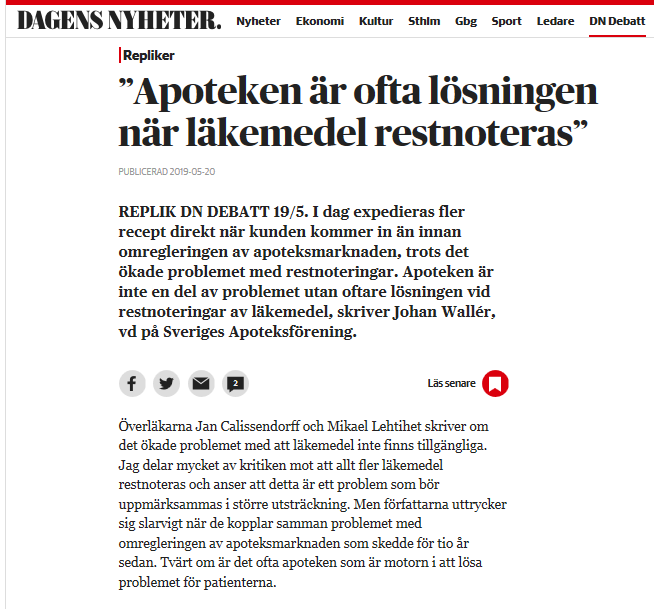 DAGENS NYHETER. Nyheter Ekonomi Kultur Sthlm Gbg Sport Ledare DN Debatt
Repliker
”Apoteken är ofta lösningen
när läkemedel restnoteras”
PUBLICERAD 2019-05-20
REPLIK DN DEBATT 19/5. I dag expedieras fler
recept direkt när kunden kommer in än innan
omregleringen av apoteksmarknaden, trots det
ökade problemet med restnoteringar. Apoteken är
inte en del av problemet utan oftare lösningen vid
restnoteringar av läkemedel, skriver Johan Wallér,
vd på Sveriges Apoteksförening.
2
Läs senare
Överläkarna Jan Calissendorff och Mikael Lehtihet skriver om
det ökade problemet med att läkemedel inte finns tillgängliga.
Jag delar mycket av kritiken mot att allt fler läkemedel
restnoteras och anser att detta är ett problem som bör
uppmärksammas i större utsträckning. Men författarna uttrycker
sig slarvigt när de kopplar samman problemet med
omregleringen av apoteksmarknaden som skedde för tio år
sedan. Tvärt om är det ofta apoteken som är motorn i att lösa
problemet för patienterna.